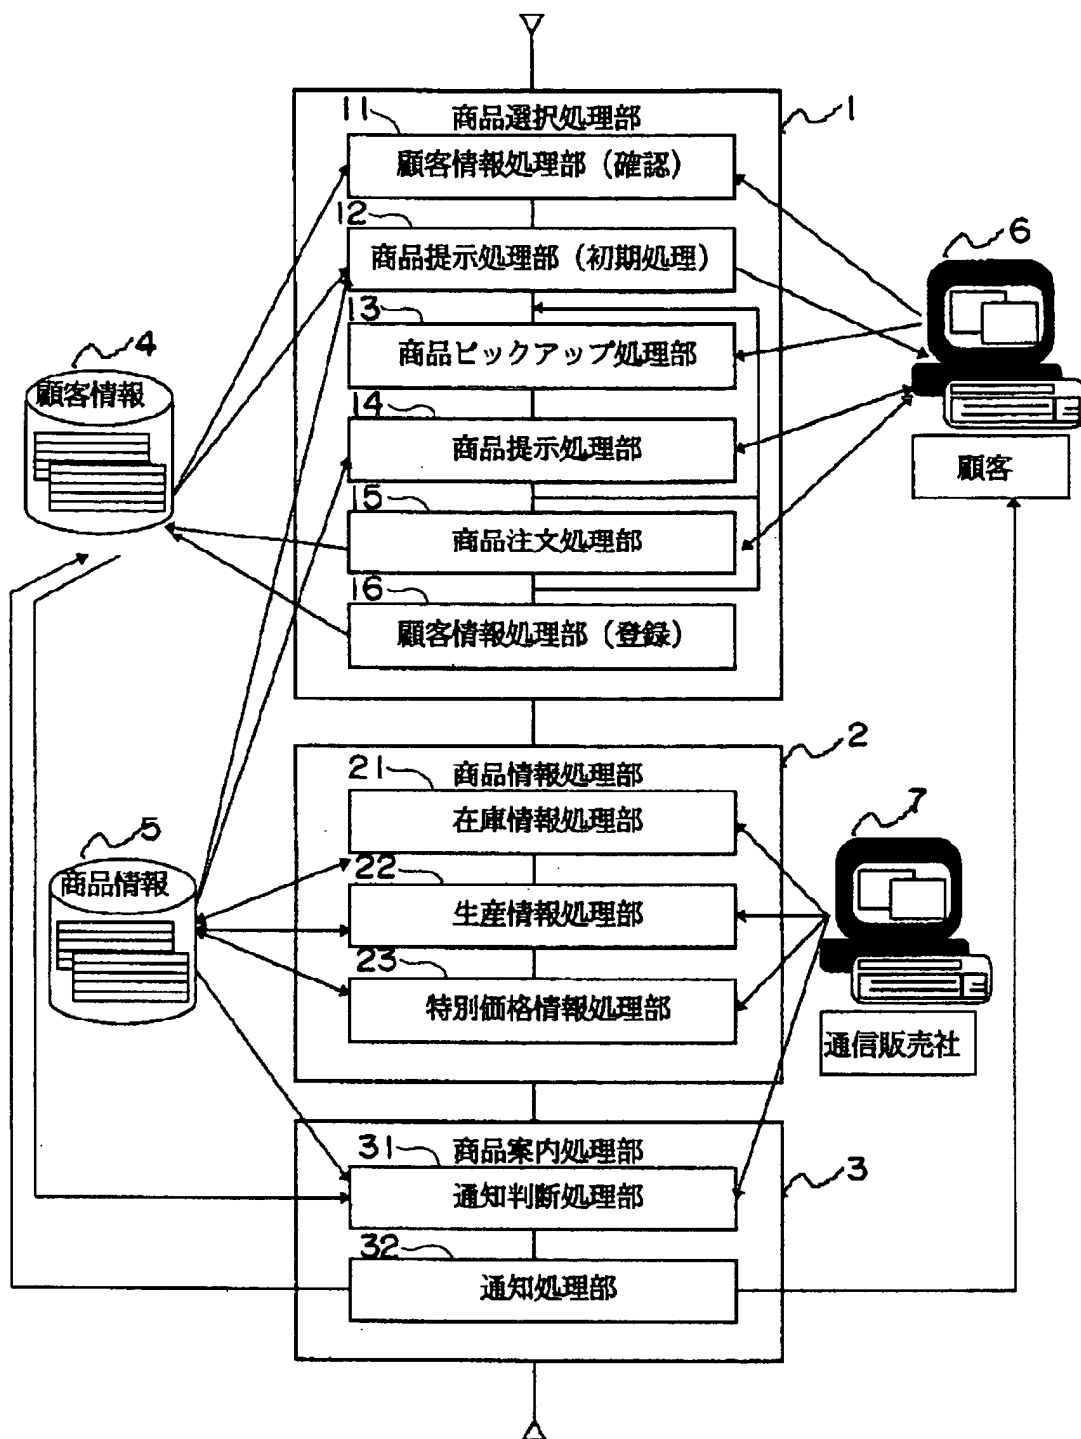 商品選択処理部
1
11
顧客情報処理部（確認）
12
商品提示処理部（初期処理）
6
13
商品ピックアップ処理部
4
顧客情報
14
商品提示処理部
顧客
15
商品注文処理部
16
顧客情報処理部（登録）
2
商品情報処理部
21
在庫情報処理部
7
5
商品情報
22
生産情報処理部
23
特別価格情報処理部
通信販売社
商品案内処理部
31
通知判断処理部
3
32
通知処理部